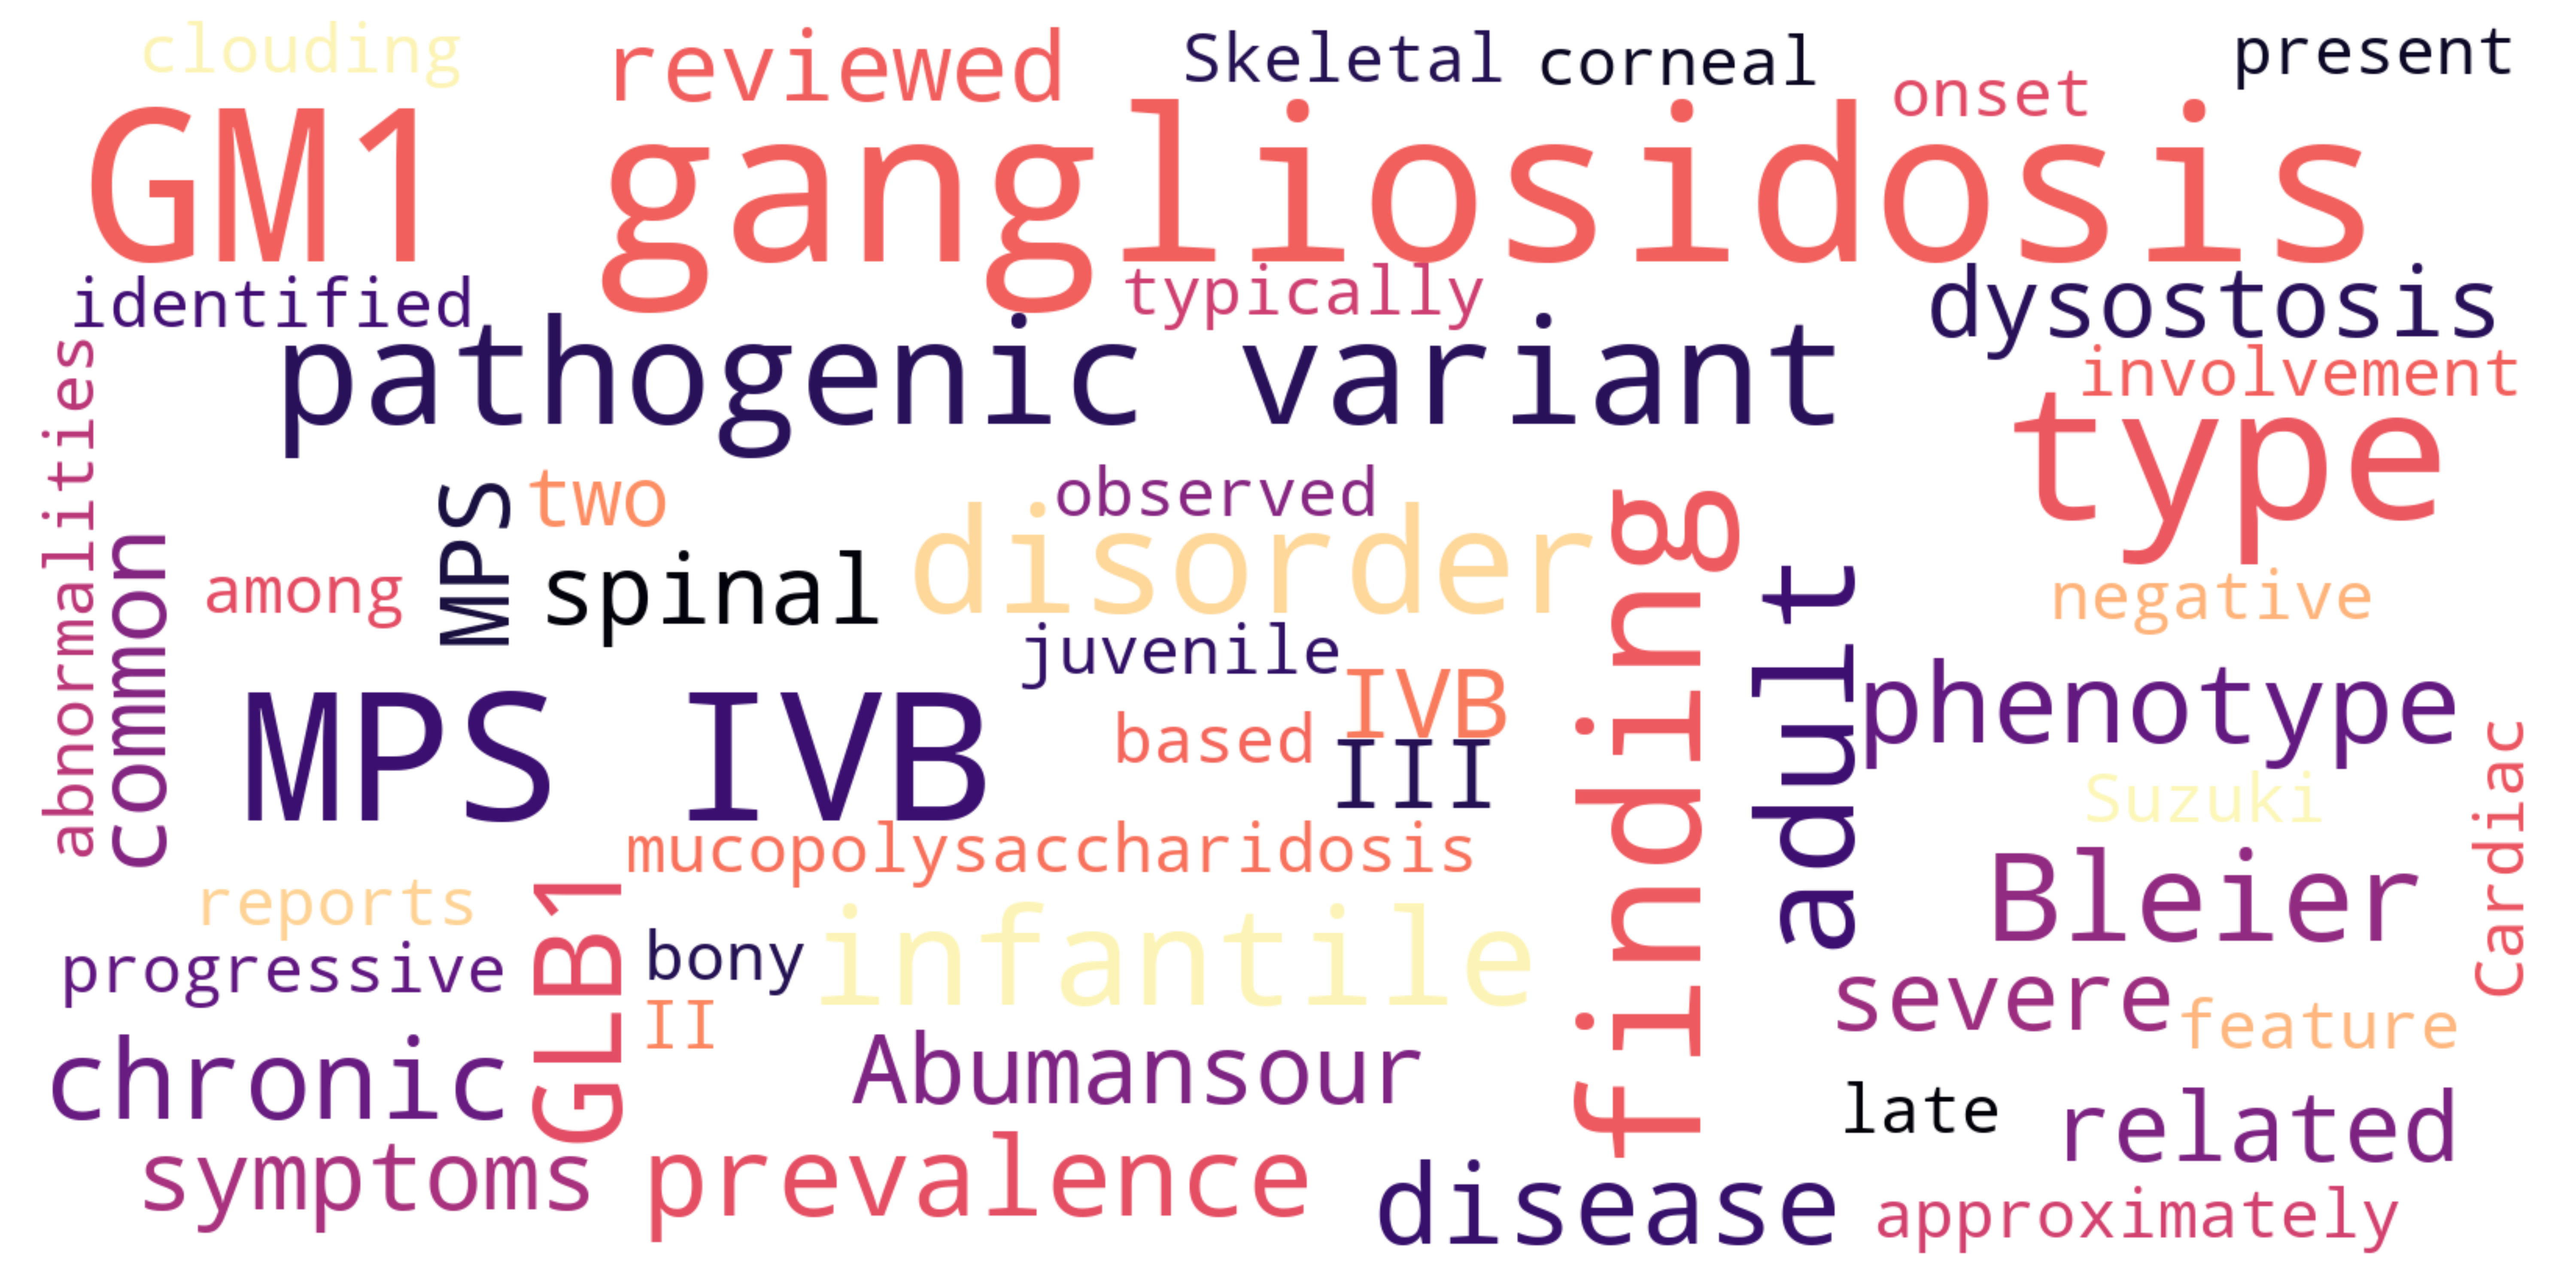 clouding
reviewed
Skeletal
corneal
onset
present
GM1 gangliosidosis
identified
typically
dysostosis
pathogenic variant
involvement
type
abnormalities
common
among
MPS
two
spinal
observed
disorder
finding
adult
negative
juvenile
MPS IVB
based
IVB
III
phenotype
Suzuki
Cardiac
mucopolysaccharidosis
reports
progressive
GLB1
bony
II
infantile
Bleier
severe
feature
chronic
Abumansour
late
related
symptoms
prevalence
disease
approximately